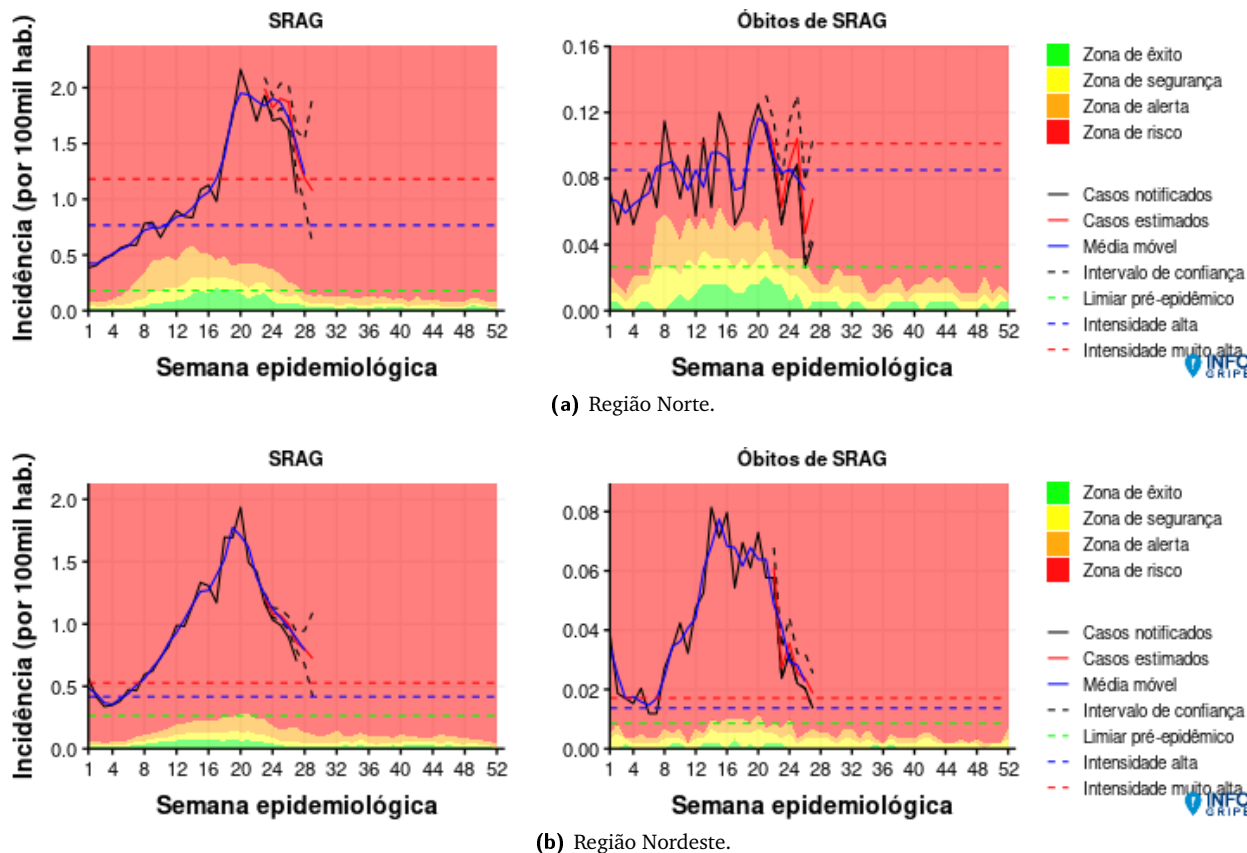 SRAG
Óbitos de SRAG
Incidência (por 100mil hab.)
2.0
1.5
1.0
0.5
0.0
1 4 8 12 16 20 24 28 32 36 40 44 48 52
Semana epidemiológica
0.16
0.12
0.08
0.04
0.00
1 4 8 12 16 20 24 28 32 36 40 44 48 52
Semana epidemiológica
Zona de êxito
Zona de segurança
Zona de alerta
Zona de risco
Casos notificados
Casos estimados
Média móvel
Intervalo de confiança
Limiar pré-epidêmico
Intensidade alta
Intensidade muito alta
INFO
GRIPE
(a) Região Norte.
SRAG
Óbitos de SRAG
Incidência (por 100mil hab.)
2.0
1.5
1.0
0.5
0.0
1 4 8 12 16 20 24 28 32 36 40 44 48 52
Semana epidemiológica
0.08
0.06
0.04
0.02
0.00
1 4 8 12 16 20 24 28 32 36 40 44 48 52
Semana epidemiológica
Zona de êxito
Zona de segurança
Zona de alerta
Zona de risco
Casos notificados
Casos estimados
Média móvel
Intervalo de confiança
Limiar pré-epidêmico
Intensidade alta
Intensidade muito alta
INFO
GRIPE
(b) Região Nordeste.